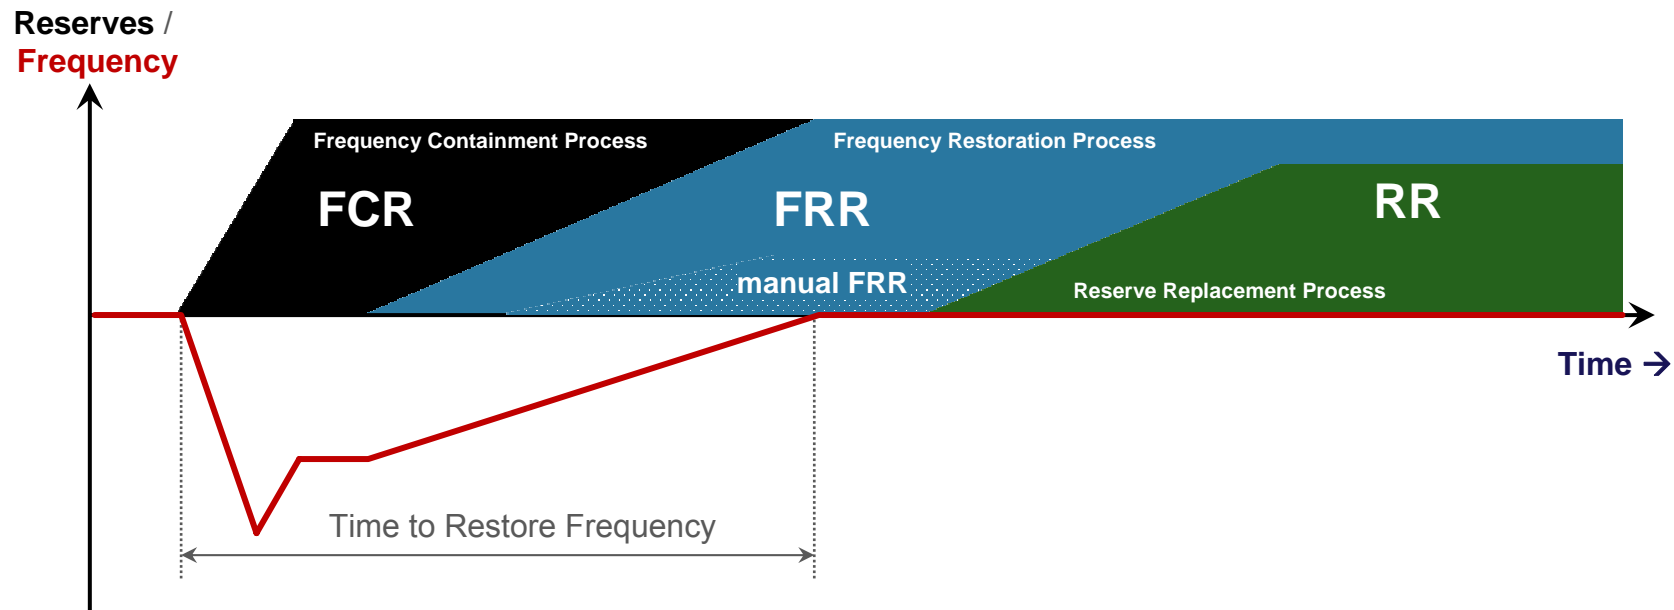 Reserves /
Frequency
Frequency Containment Process
Frequency Restoration Process
FCR
FRR
RR
manual FRR
Reserve Replacement Process
Time →
Time to Restore Frequency